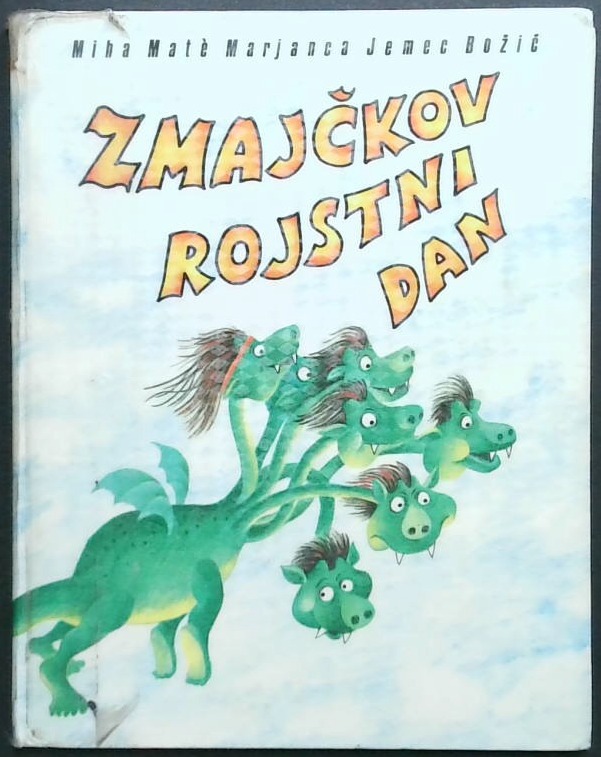 Miha Matè Marjanca Jemec Božič
ZMAJČKOV
ROJSTNI
DAN